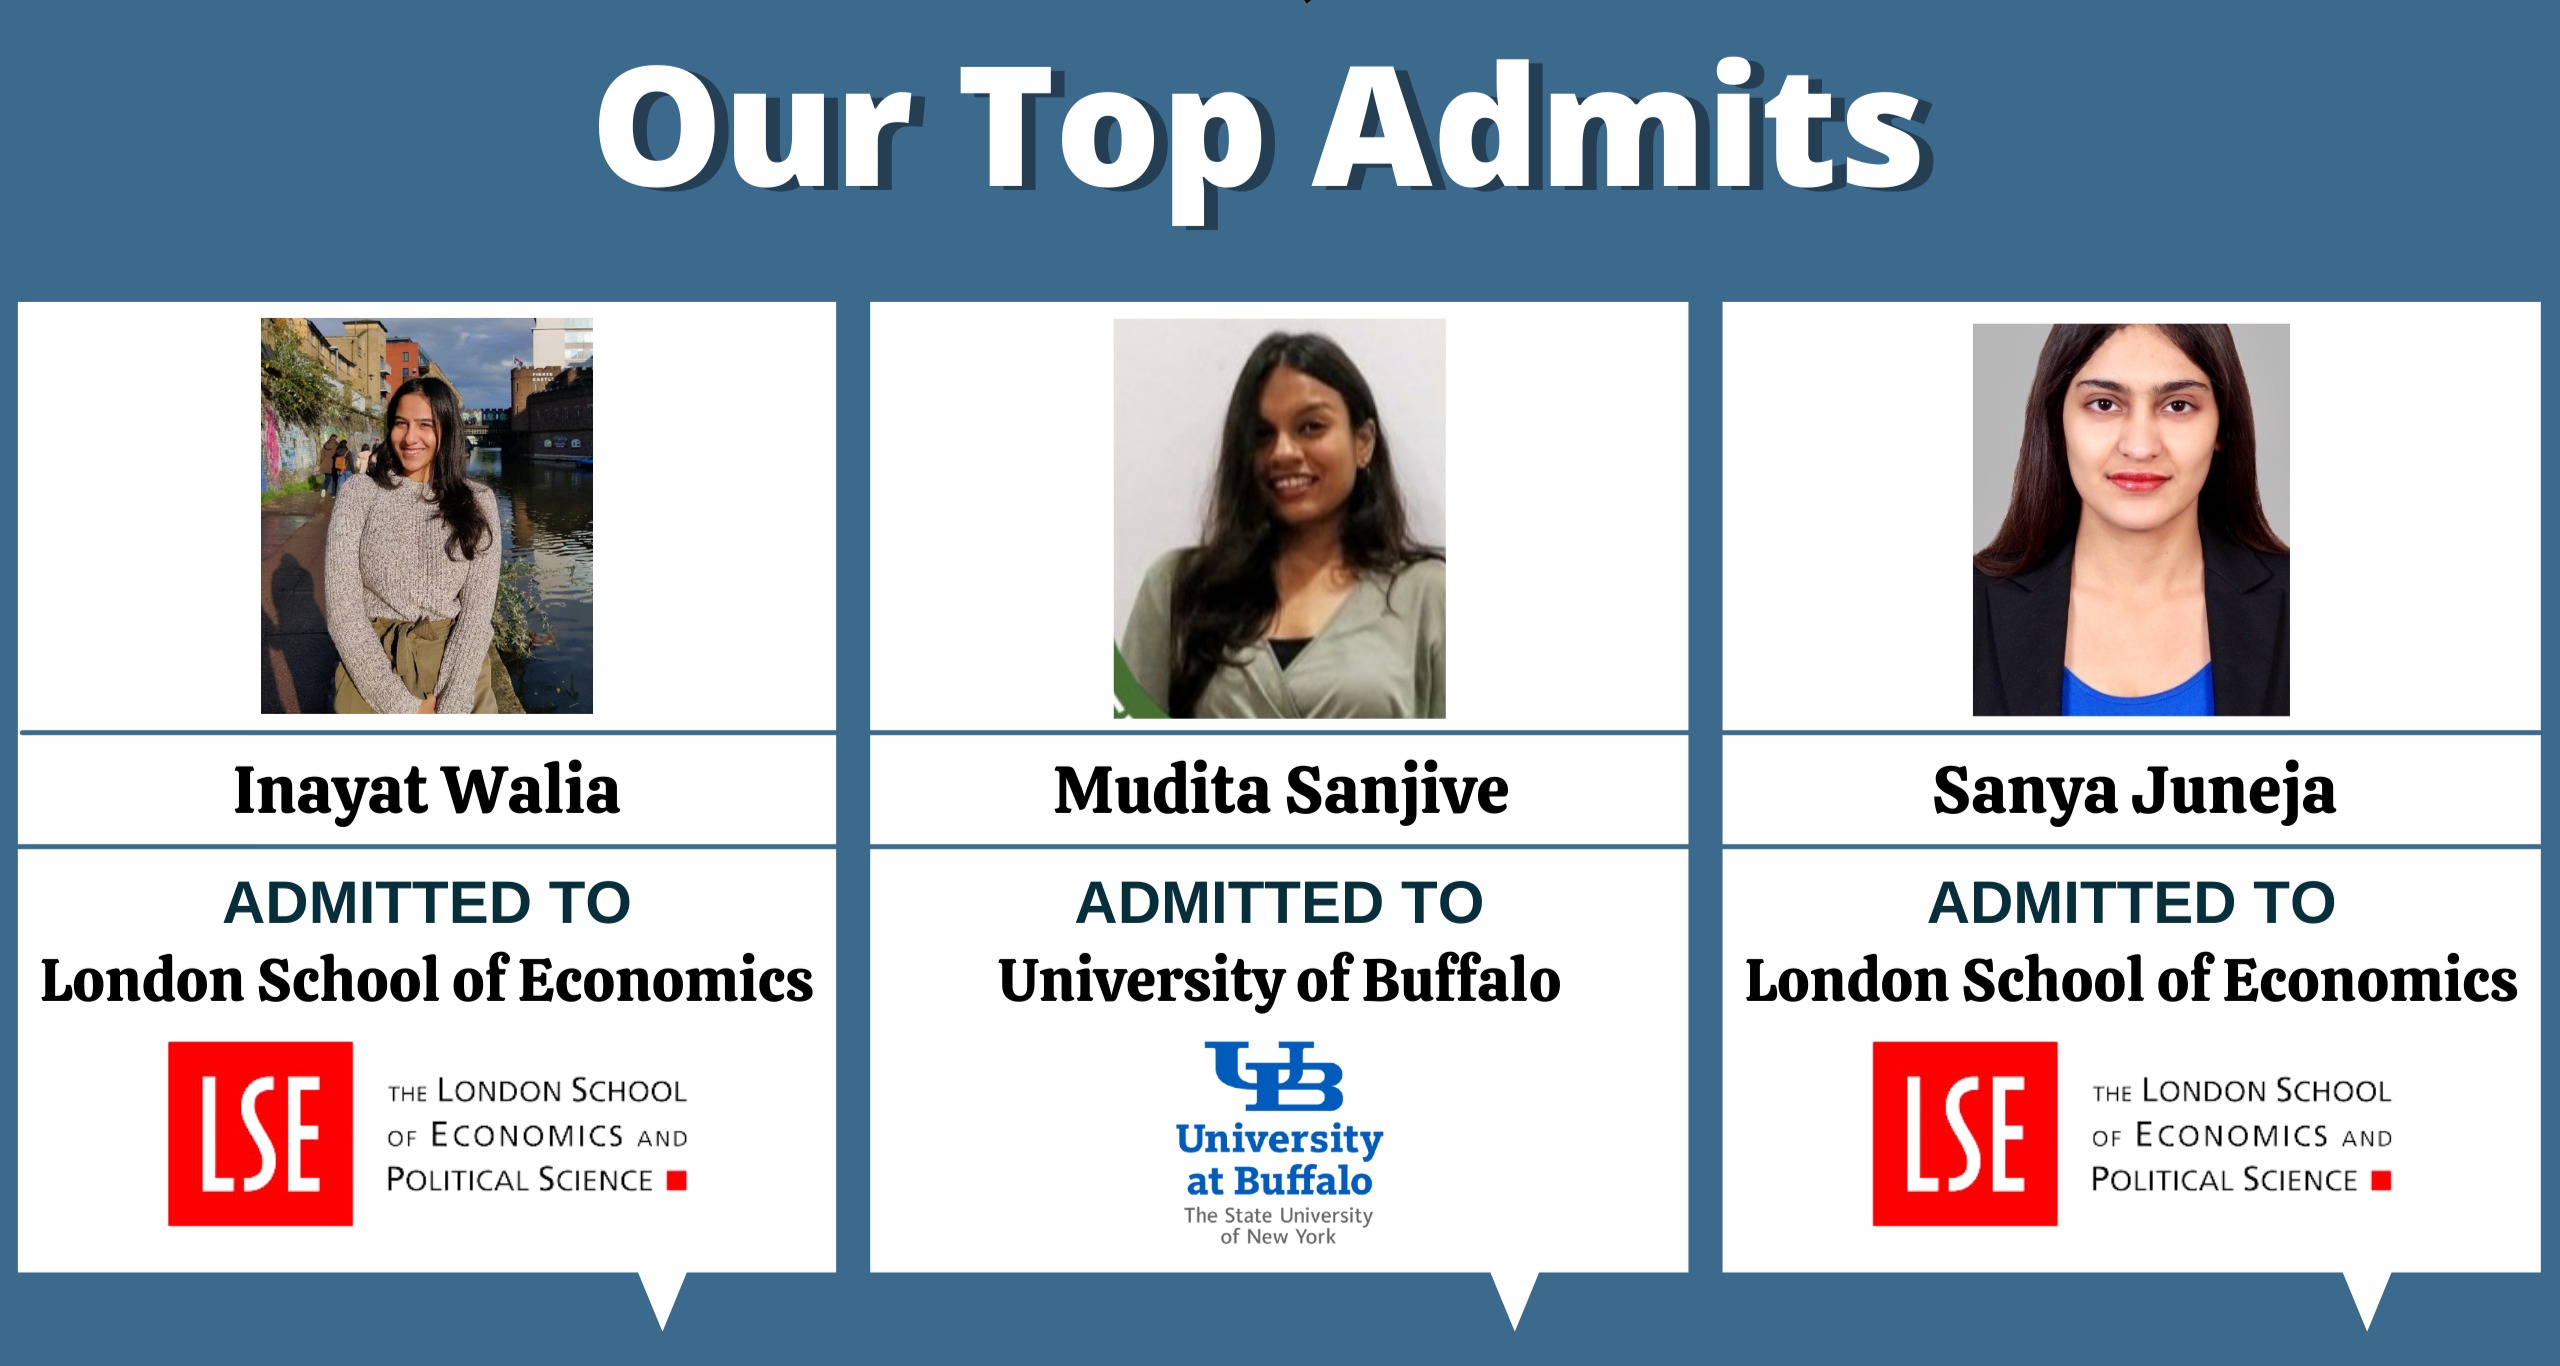 Our Top Admits
Inayat Walia
ADMITTED TO
London School of Economics
LSE
THE LONDON SCHOOL
OF ECONOMICS AND
POLITICAL SCIENCE
Mudita Sanjive
ADMITTED TO
University of Buffalo
UB
University
at Buffalo
The State University
of New York
Sanya Juneja
ADMITTED TO
London School of Economics
LSE
THE LONDON SCHOOL
OF ECONOMICS AND
POLITICAL SCIENCE